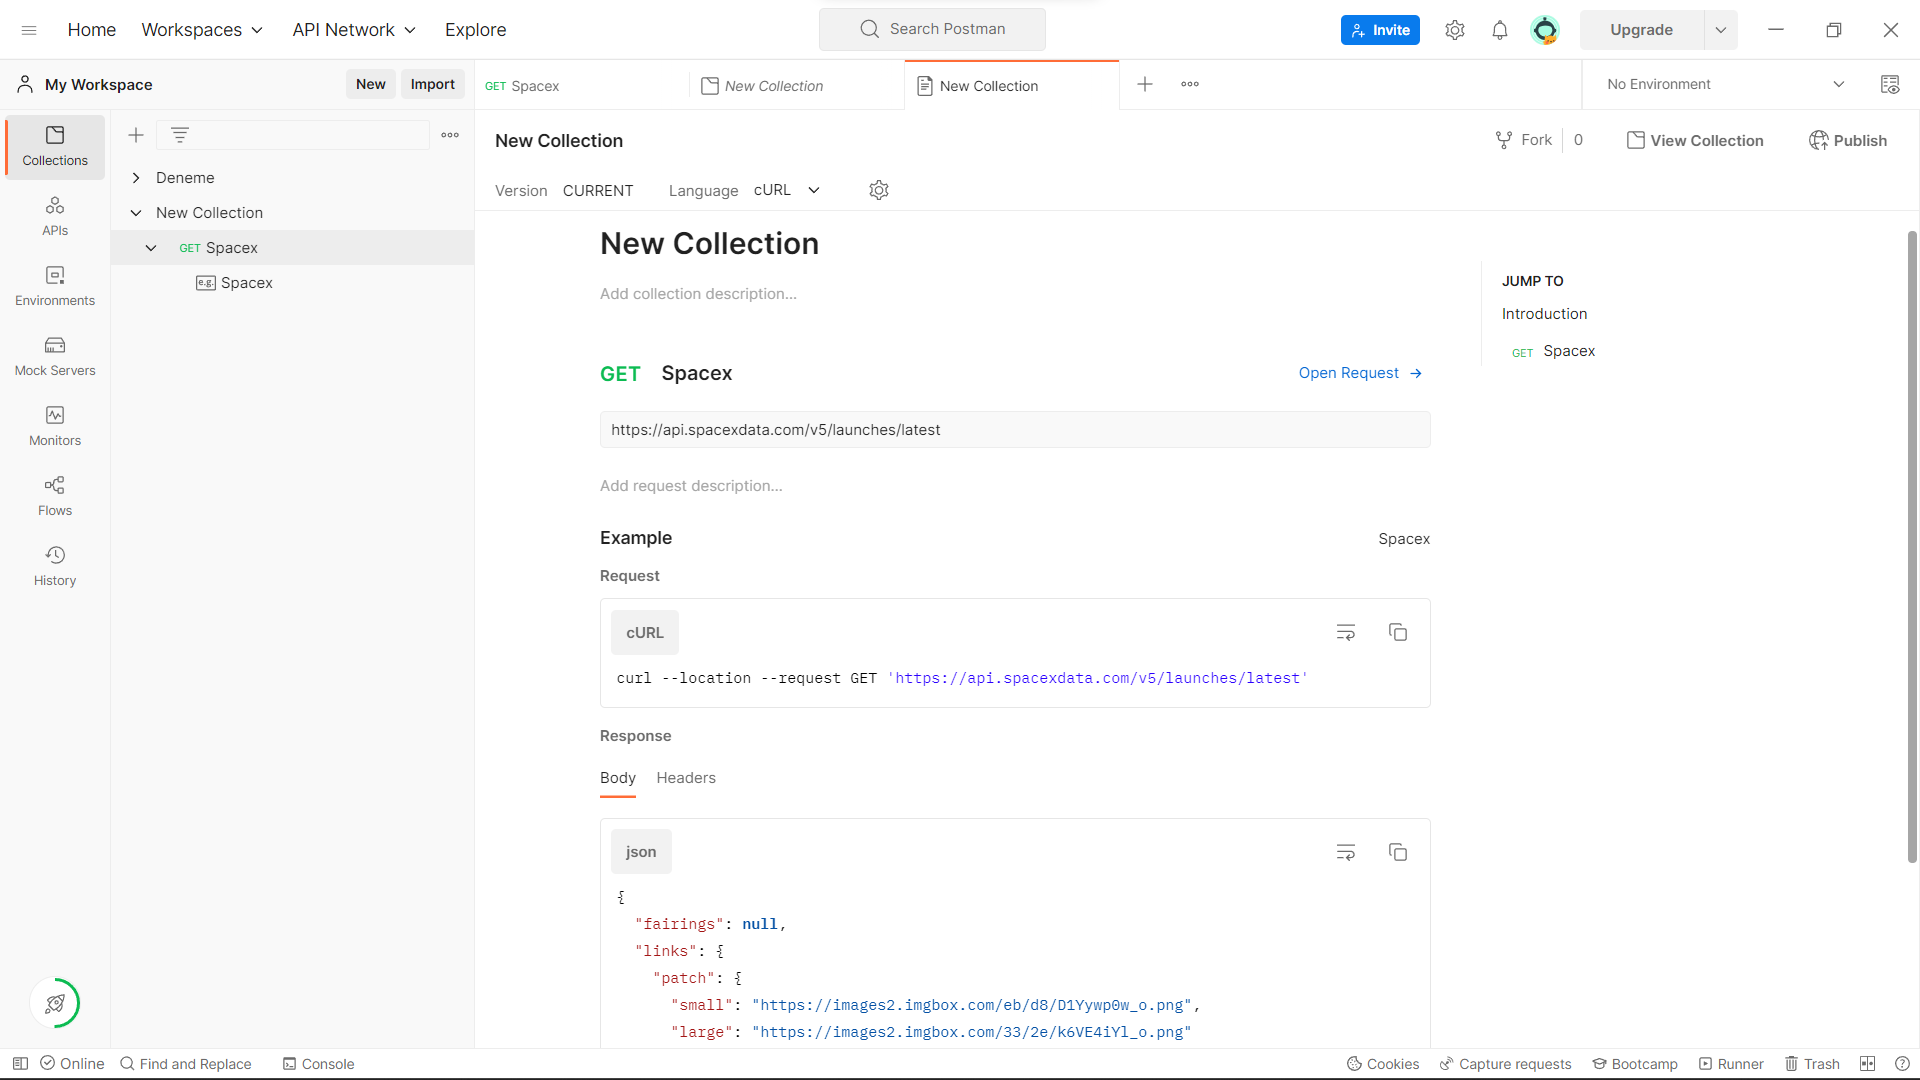 Home Workspaces API Network Explore Search Postman Invite Upgrade
My Workspace New Import GET Spacex New Collection New Collection No Environment
Collections
APIs
Environments
Mock Servers
Monitors
Flows
History
Deneme
New Collection
GET Spacex
e.g. Spacex
New Collection Fork 0 View Collection Publish
Version CURRENT Language cURL
New Collection
Add collection description...
GET Spacex Open Request →
https://api.spacexdata.com/v5/launches/latest
Add request description...
Example Spacex
Request
cURL
curl --location --request GET 'https://api.spacexdata.com/v5/launches/latest'
Response
Body Headers
json
{
"fairings": null,
"links": {
"patch": {
"small": "https://images2.imgbox.com/eb/d8/D1Yywp0w_o.png",
"large": "https://images2.imgbox.com/33/2e/k6VE4iYl_o.png"
JUMP TO
Introduction
GET Spacex
Online Find and Replace Console Cookies Capture requests Bootcamp Runner Trash